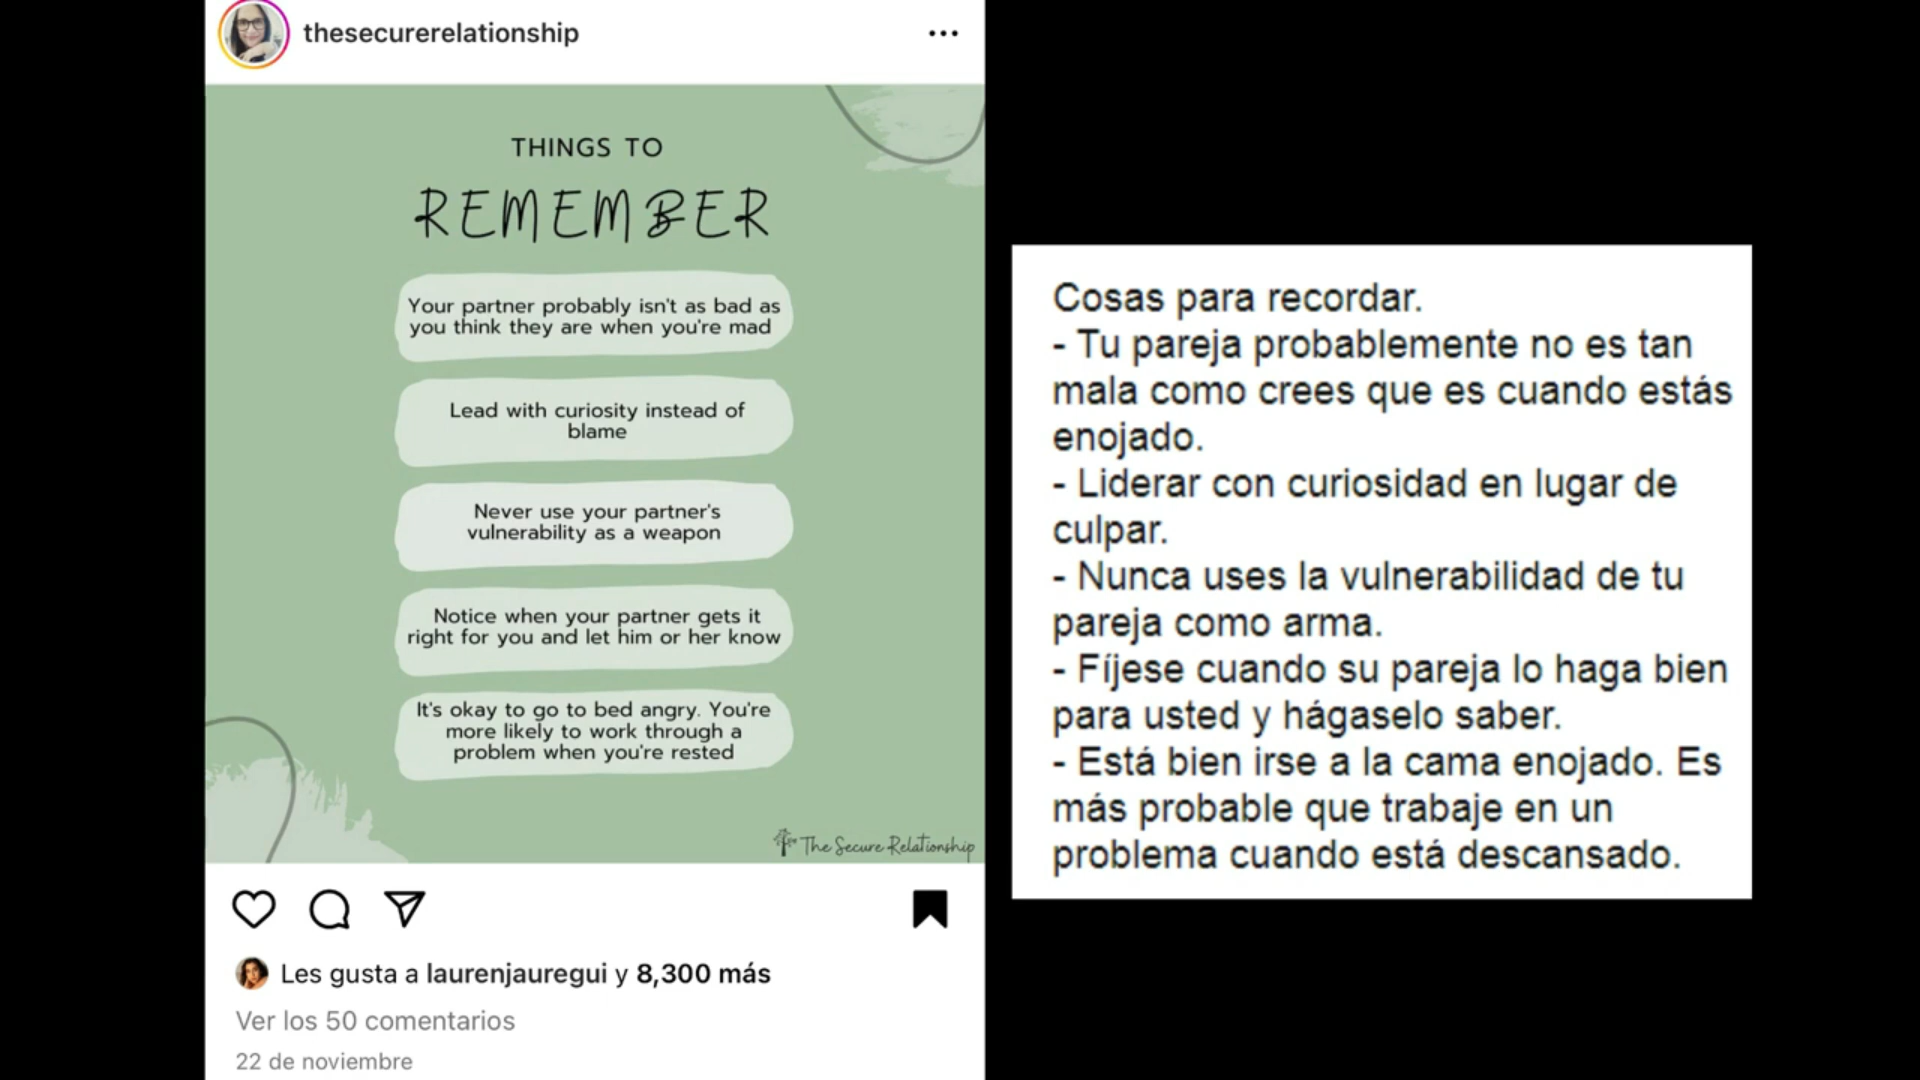 thesecurerelationship
THINGS TO
REMEMBER
Your partner probably isn't as bad as
you think they are when you're mad
Lead with curiosity instead of
blame
Never use your partner's
vulnerability as a weapon
Notice when your partner gets it
right for you and let him or her know
It's okay to go to bed angry. You're
more likely to work through a
problem when you're rested
The Secure Relationship
Les gusta a laurenjauregui y 8,300 más
Ver los 50 comentarios
22 de noviembre
Cosas para recordar.
- Tu pareja probablemente no es tan
mala como crees que es cuando estás
enojado.
- Liderar con curiosidad en lugar de
culpar.
- Nunca uses la vulnerabilidad de tu
pareja como arma.
- Fíjese cuando su pareja lo haga bien
para usted y hágaselo saber.
- Está bien irse a la cama enojado. Es
más probable que trabaje en un
problema cuando está descansado.